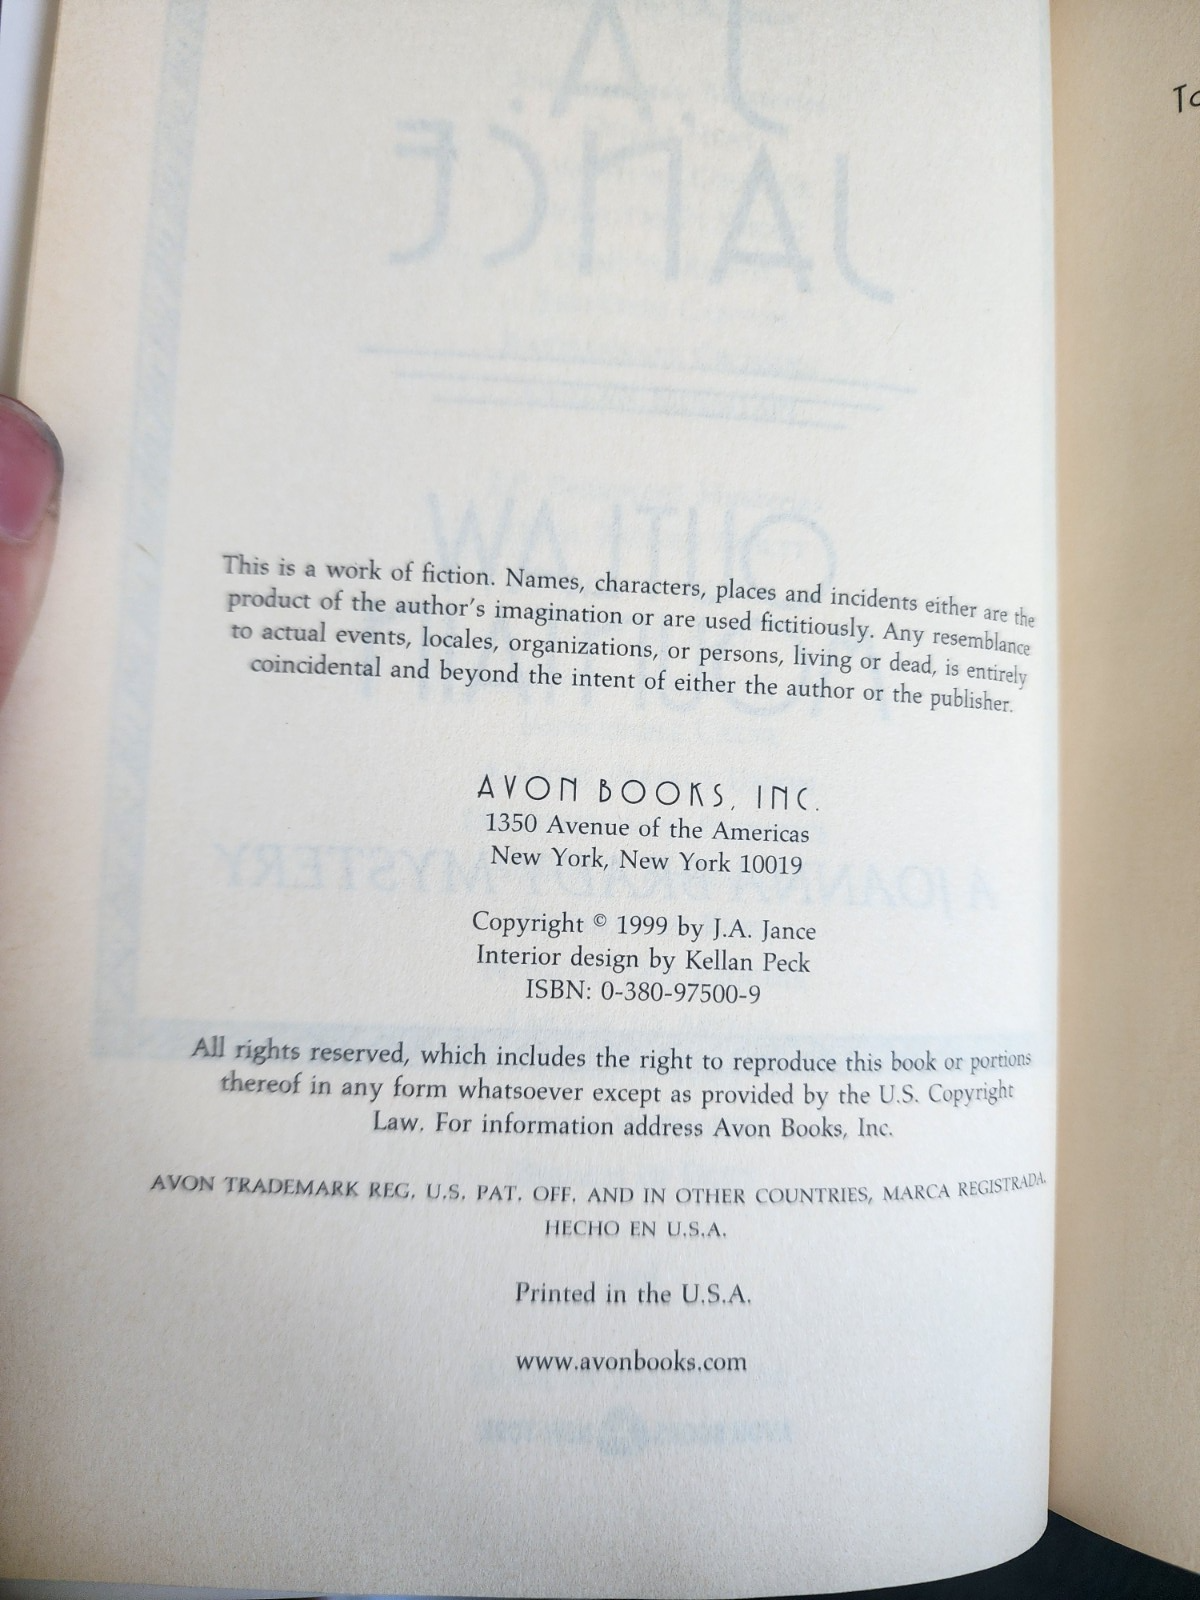 This is a work of fiction. Names, characters, places and incidents either are the
product of the author's imagination or are used fictitiously. Any resemblance
to actual events, locales, organizations, or persons, living or dead, is entirely
coincidental and beyond the intent of either the author or the publisher.
AVON BOOKS, INC.
1350 Avenue of the Americas
New York, New York 10019
Copyright © 1999 by J.A. Jance
Interior design by Kellan Peck
ISBN: 0-380-97500-9
All rights reserved, which includes the right to reproduce this book or portions
thereof in any form whatsoever except as provided by the U.S. Copyright
Law. For information address Avon Books, Inc.
AVON TRADEMARK REG. U.S. PAT. OFF. AND IN OTHER COUNTRIES, MARCA REGISTRADA,
HECHO EN U.S.A.
Printed in the U.S.A.
www.avonbooks.com